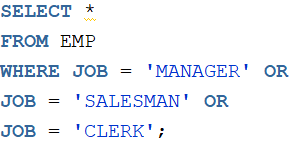 SELECT *
FROM EMP
WHERE JOB = 'MANAGER' OR
JOB = 'SALESMAN' OR
JOB = 'CLERK';